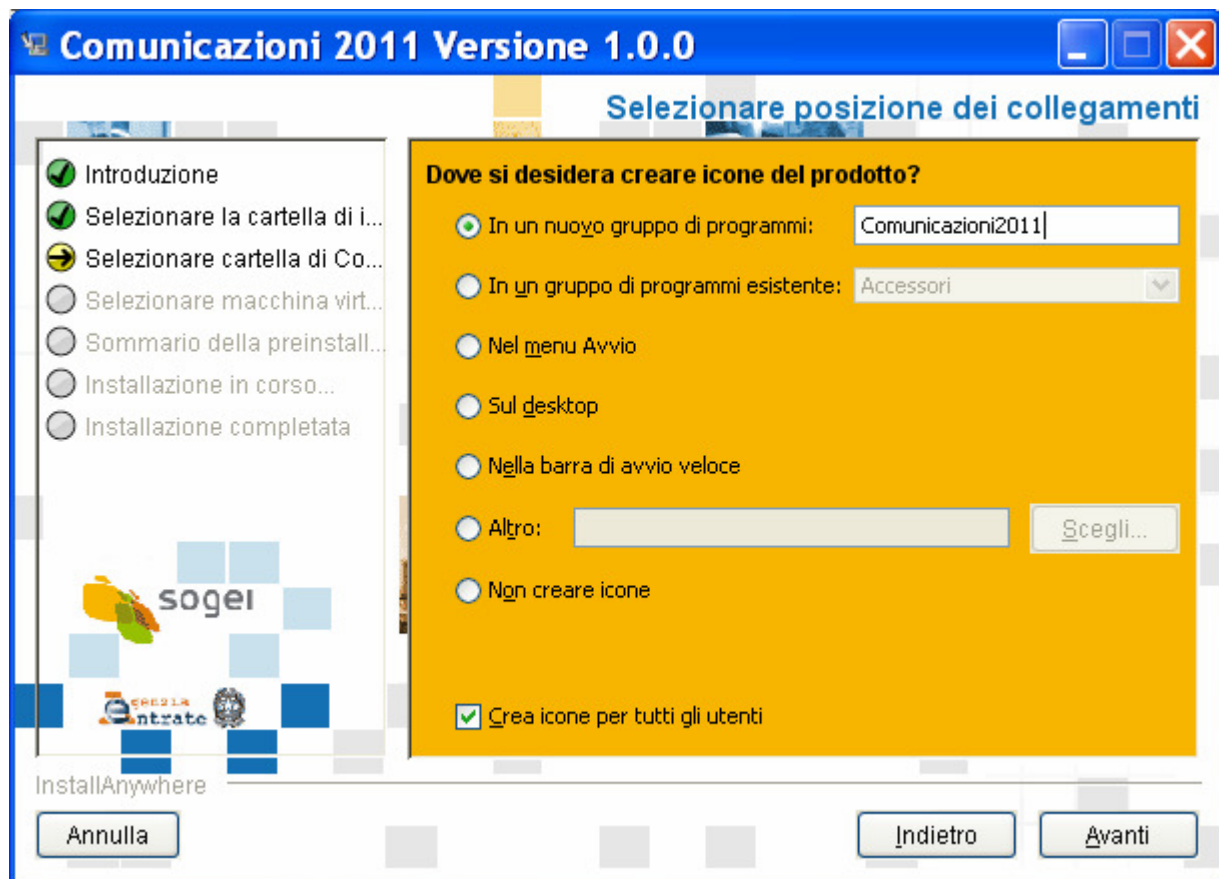 Comunicazioni 2011 Versione 1.0.0
Selezionare posizione dei collegamenti
Introduzione
Selezionare la cartella di i...
Selezionare cartella di Co...
Selezionare macchina virt...
Sommario della preinstall...
Installazione in corso...
Installazione completata
sogei
Agenzia
Entrate
Dove si desidera creare icone del prodotto?
In un nuovo gruppo di programmi: Comunicazioni2011
In un gruppo di programmi esistente: Accessori
Nel menu Avvio
Sul desktop
Nella barra di avvio veloce
Altro: Scegli...
Non creare icone
Crea icone per tutti gli utenti
InstallAnywhere
Annulla Indietro Avanti